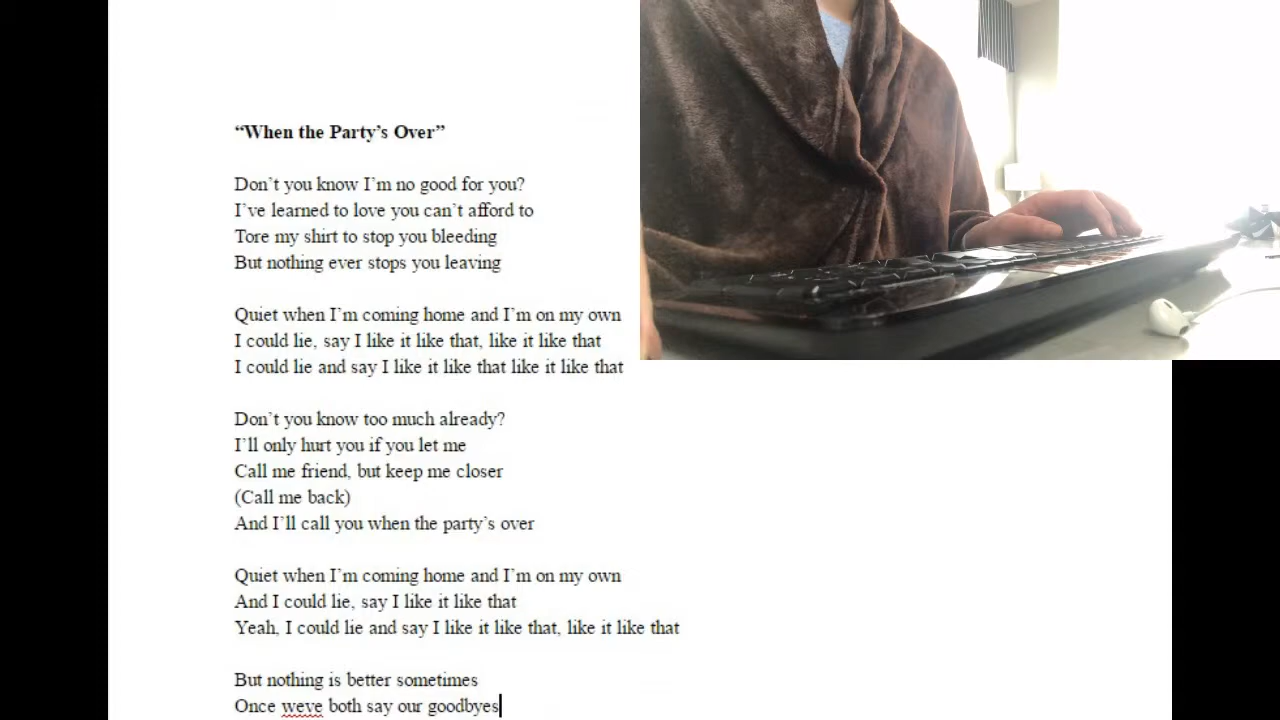 “When the Party’s Over”
Don’t you know I’m no good for you?
I’ve learned to love you can’t afford to
Tore my shirt to stop you bleeding
But nothing ever stops you leaving
Quiet when I’m coming home and I’m on my own
I could lie, say I like it like that, like it like that
I could lie and say I like it like that like it like that
Don’t you know too much already?
I’ll only hurt you if you let me
Call me friend, but keep me closer
(Call me back)
And I’ll call you when the party’s over
Quiet when I’m coming home and I’m on my own
And I could lie, say I like it like that
Yeah, I could lie and say I like it like that, like it like that
But nothing is better sometimes
Once weve both say our goodbyes